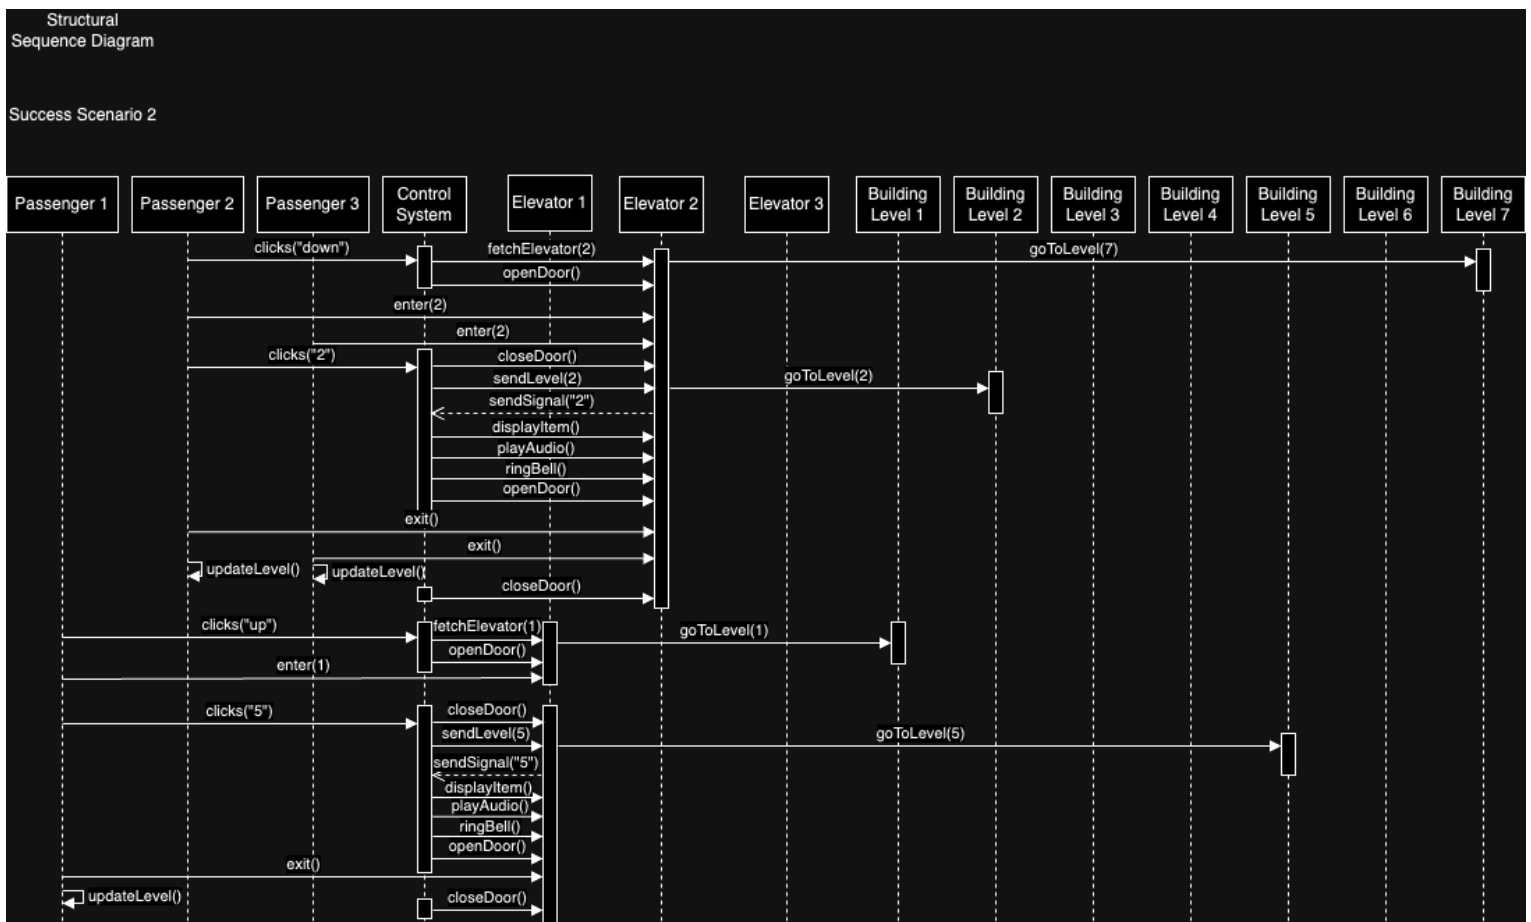 Structural
Sequence Diagram
Success Scenario 2
Passenger 1
Passenger 2
Passenger 3
Control
System
Elevator 1
Elevator 2
Elevator 3
Building
Level 1
Building
Level 2
Building
Level 3
Building
Level 4
Building
Level 5
Building
Level 6
Building
Level 7
clicks("down")
fetchElevator(2)
goToLevel(7)
openDoor()
enter(2)
enter(2)
clicks("2")
closeDoor()
sendLevel(2)
goToLevel(2)
sendSignal("2")
displayItem()
playAudio()
ringBell()
openDoor()
exit()
exit()
updateLevel()
updateLevel()
closeDoor()
clicks("up")
fetchElevator(1)
goToLevel(1)
openDoor()
enter(1)
clicks("5")
closeDoor()
sendLevel(5)
goToLevel(5)
sendSignal("5")
displayItem()
playAudio()
ringBell()
openDoor()
exit()
updateLevel()
closeDoor()